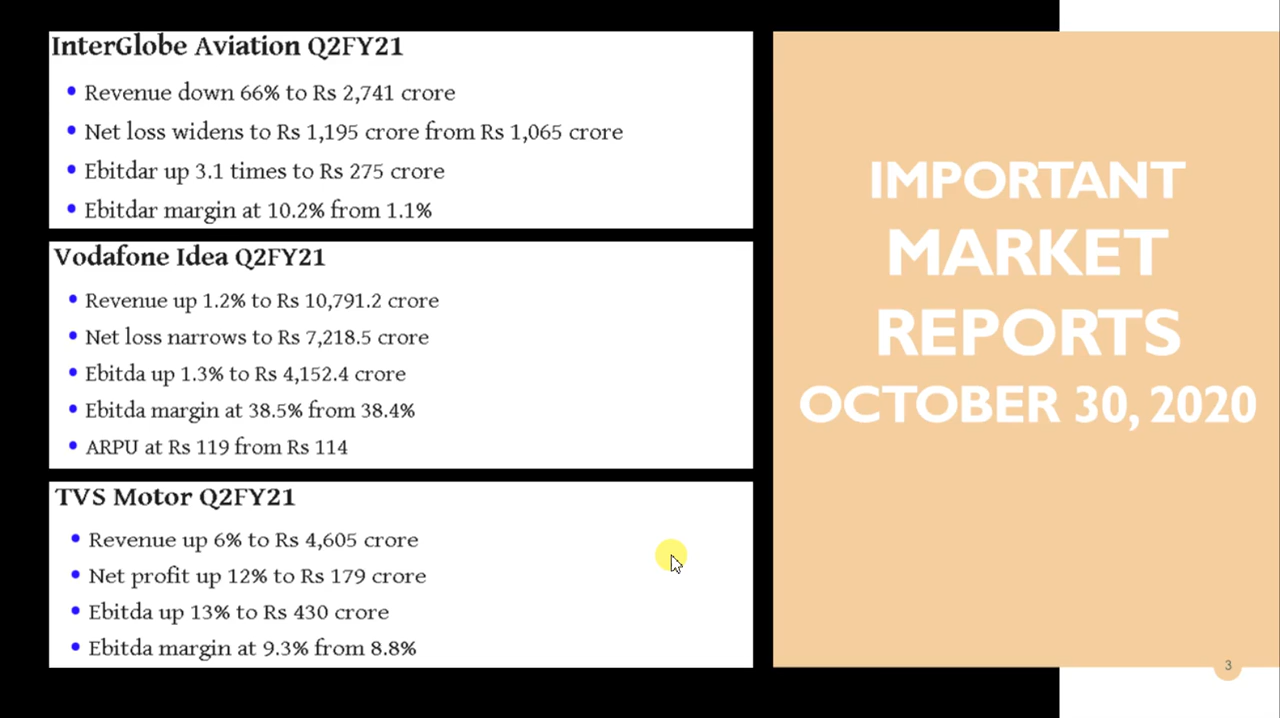 InterGlobe Aviation Q2FY21
• Revenue down 66% to Rs 2,741 crore
• Net loss widens to Rs 1,195 crore from Rs 1,065 crore
• Ebitdar up 3.1 times to Rs 275 crore
• Ebitdar margin at 10.2% from 1.1%
Vodafone Idea Q2FY21
• Revenue up 1.2% to Rs 10,791.2 crore
• Net loss narrows to Rs 7,218.5 crore
• Ebitda up 1.3% to Rs 4,152.4 crore
• Ebitda margin at 38.5% from 38.4%
• ARPU at Rs 119 from Rs 114
TVS Motor Q2FY21
• Revenue up 6% to Rs 4,605 crore
• Net profit up 12% to Rs 179 crore
• Ebitda up 13% to Rs 430 crore
• Ebitda margin at 9.3% from 8.8%
IMPORTANT
MARKET
REPORTS
OCTOBER 30, 2020
3